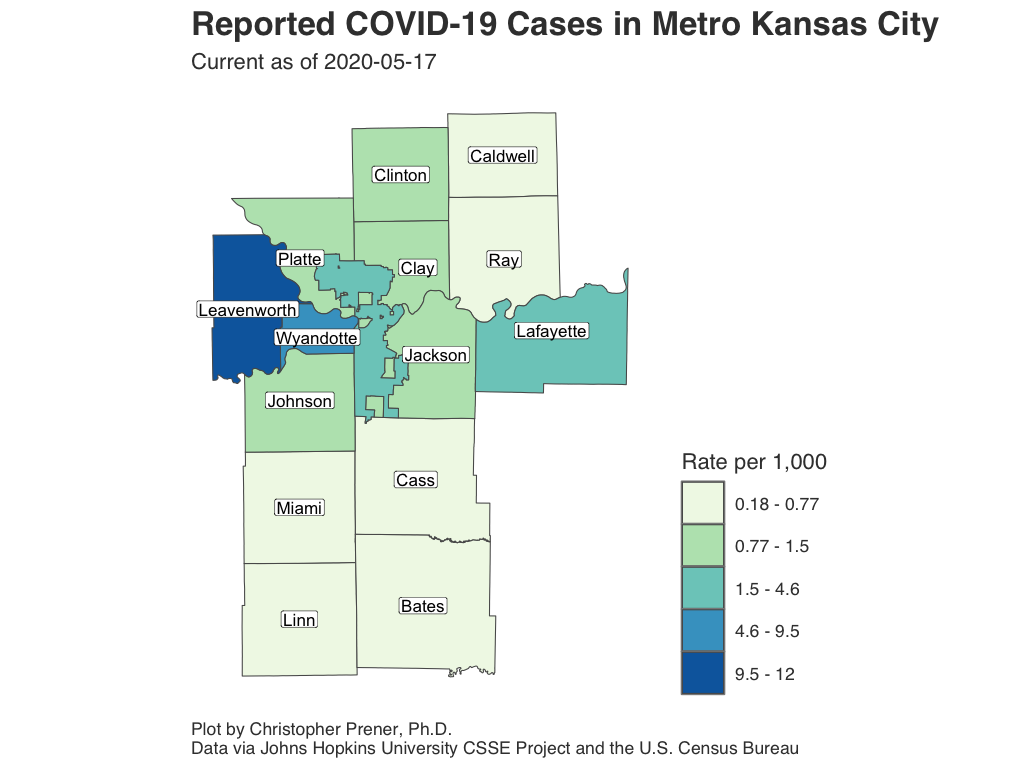 Reported COVID-19 Cases in Metro Kansas City
Current as of 2020-05-17
Caldwell
Clinton
Platte
Clay
Ray
Leavenworth
Wyandotte
Lafayette
Jackson
Johnson
Cass
Miami
Bates
Linn
Rate per 1,000
0.18 - 0.77
0.77 - 1.5
1.5 - 4.6
4.6 - 9.5
9.5 - 12
Plot by Christopher Prener, Ph.D.
Data via Johns Hopkins University CSSE Project and the U.S. Census Bureau